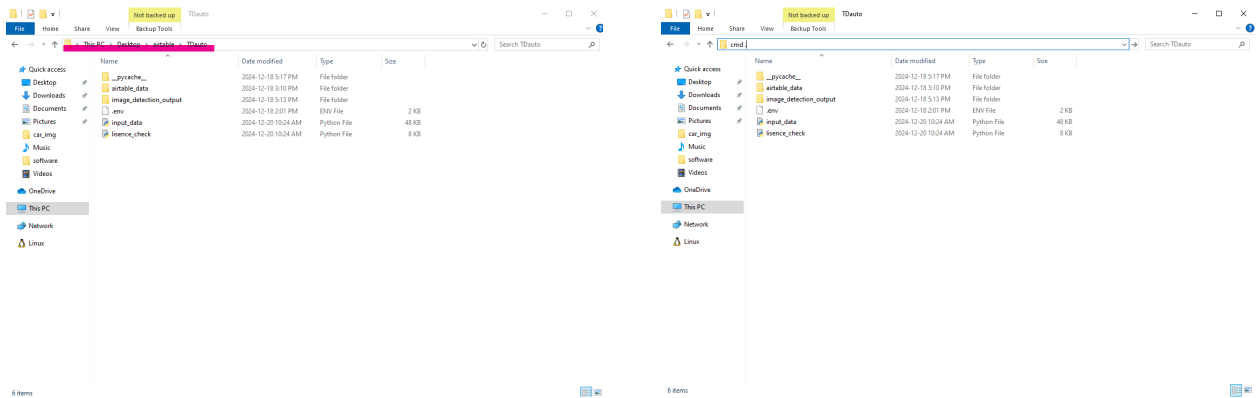 Not backed up TDauto
File Home Share View Backup Tools
This PC > Desktop > airtable > TDauto
Search TDauto
Name Date modified Type Size
Quick access
Desktop
Downloads
Documents
Pictures
car_img
Music
software
Videos
OneDrive
This PC
Network
Linux
__pycache__ 2024-12-18 5:17 PM File folder
airtable_data 2024-12-18 3:10 PM File folder
image_detection_output 2024-12-18 5:13 PM File folder
.env 2024-12-18 2:01 PM ENV File 2 KB
input_data 2024-12-20 10:24 AM Python File 48 KB
lisence_check 2024-12-20 10:24 AM Python File 8 KB
6 items
Not backed up TDauto
File Home Share View Backup Tools
cmd .
Search TDauto
Name Date modified Type Size
Quick access
Desktop
Downloads
Documents
Pictures
car_img
Music
software
Videos
OneDrive
This PC
Network
Linux
__pycache__ 2024-12-18 5:17 PM File folder
airtable_data 2024-12-18 3:10 PM File folder
image_detection_output 2024-12-18 5:13 PM File folder
.env 2024-12-18 2:01 PM ENV File 2 KB
input_data 2024-12-20 10:24 AM Python File 48 KB
lisence_check 2024-12-20 10:24 AM Python File 8 KB
6 items